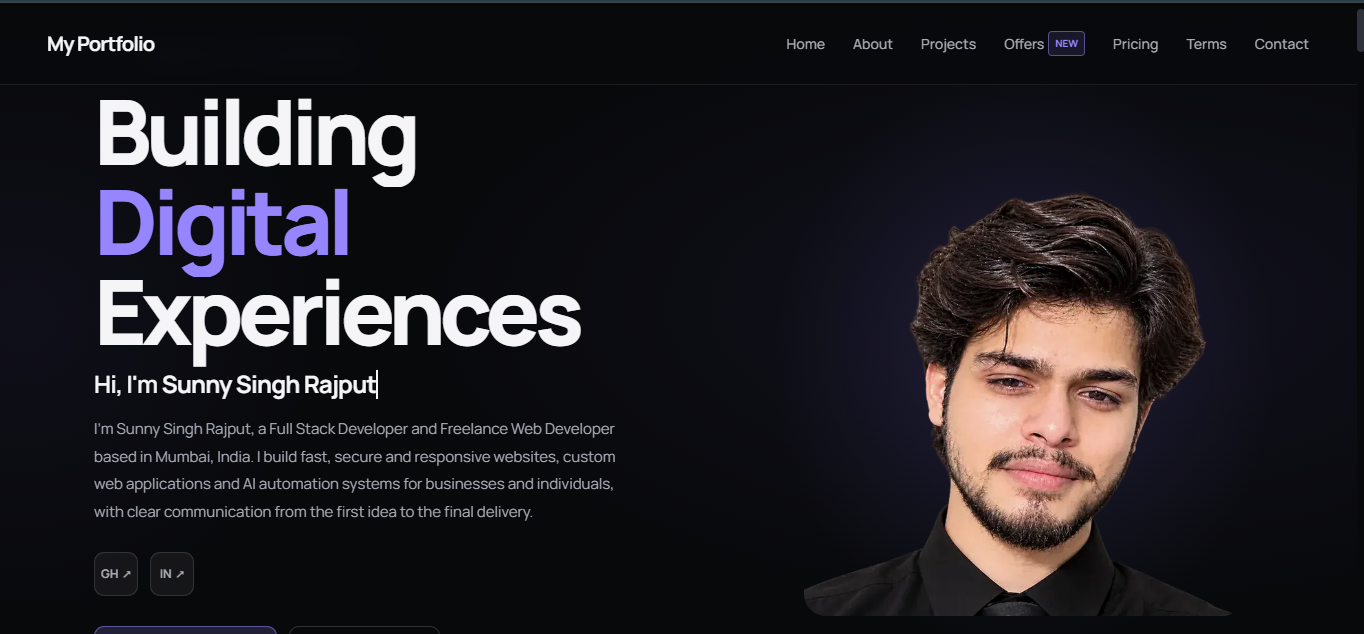 My Portfolio
Home About Projects Offers NEW Pricing Terms Contact
Building
Digital
Experiences
Hi, I'm Sunny Singh Rajput
I'm Sunny Singh Rajput, a Full Stack Developer and Freelance Web Developer
based in Mumbai, India. I build fast, secure and responsive websites, custom
web applications and AI automation systems for businesses and individuals,
with clear communication from the first idea to the final delivery.
GH ↗ IN ↗